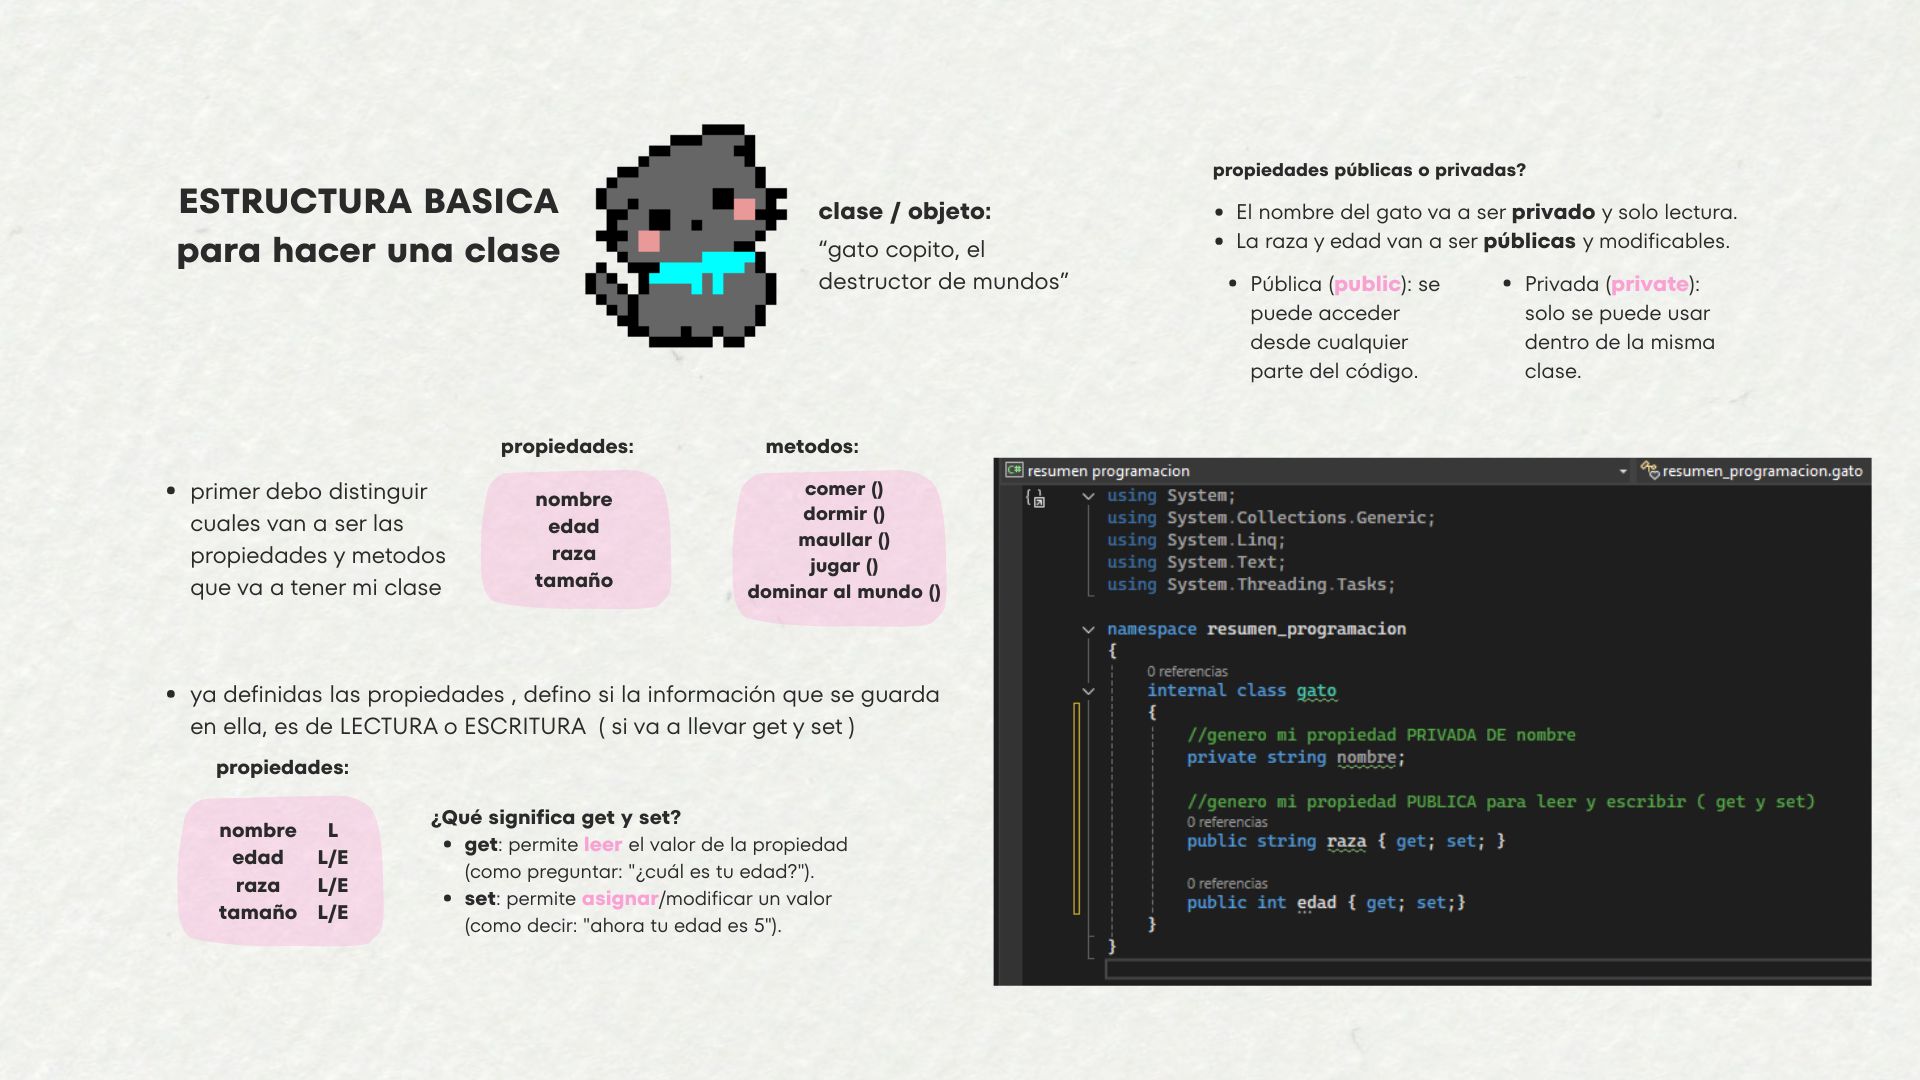 ESTRUCTURA BASICA
para hacer una clase
clase / objeto:
“gato copito, el
destructor de mundos”
propiedades públicas o privadas?
• El nombre del gato va a ser privado y solo lectura.
• La raza y edad van a ser públicas y modificables.
• Pública (public): se
puede acceder
desde cualquier
parte del código.
• Privada (private):
solo se puede usar
dentro de la misma
clase.
• primer debo distinguir
cuales van a ser las
propiedades y metodos
que va a tener mi clase
propiedades:
nombre
edad
raza
tamaño
metodos:
comer ()
dormir ()
maullar ()
jugar ()
dominar al mundo ()
• ya definidas las propiedades , defino si la información que se guarda
en ella, es de LECTURA o ESCRITURA  ( si va a llevar get y set )
propiedades:
nombre L
edad L/E
raza L/E
tamaño L/E
¿Qué significa get y set?
• get: permite leer el valor de la propiedad
(como preguntar: "¿cuál es tu edad?").
• set: permite asignar/modificar un valor
(como decir: "ahora tu edad es 5").
C# resumen programacion
resumen_programacion.gato
using System;
using System.Collections.Generic;
using System.Linq;
using System.Text;
using System.Threading.Tasks;
namespace resumen_programacion
{
0 referencias
internal class gato
{
//genero mi propiedad PRIVADA DE nombre
private string nombre;
//genero mi propiedad PUBLICA para leer y escribir ( get y set)
0 referencias
public string raza { get; set; }
0 referencias
public int edad { get; set;}
}
}